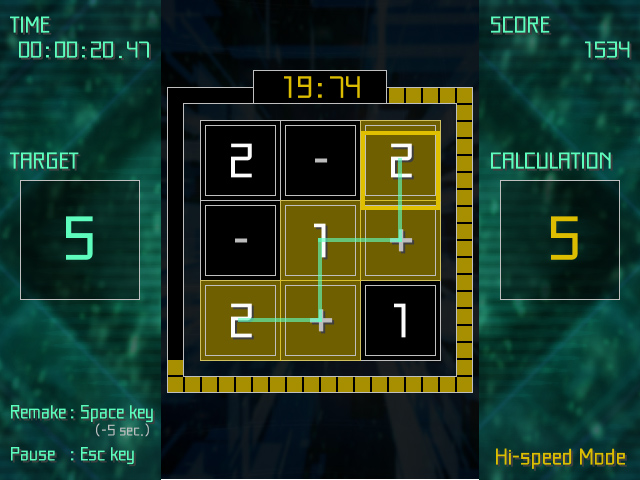 TIME
00:00:20.47
SCORE
1534
19:74
TARGET
5
CALCULATION
5
2 - 2
- 1 +
2 + 1
Remake : Space key
(-5 sec.)
Pause : Esc key
Hi-speed Mode